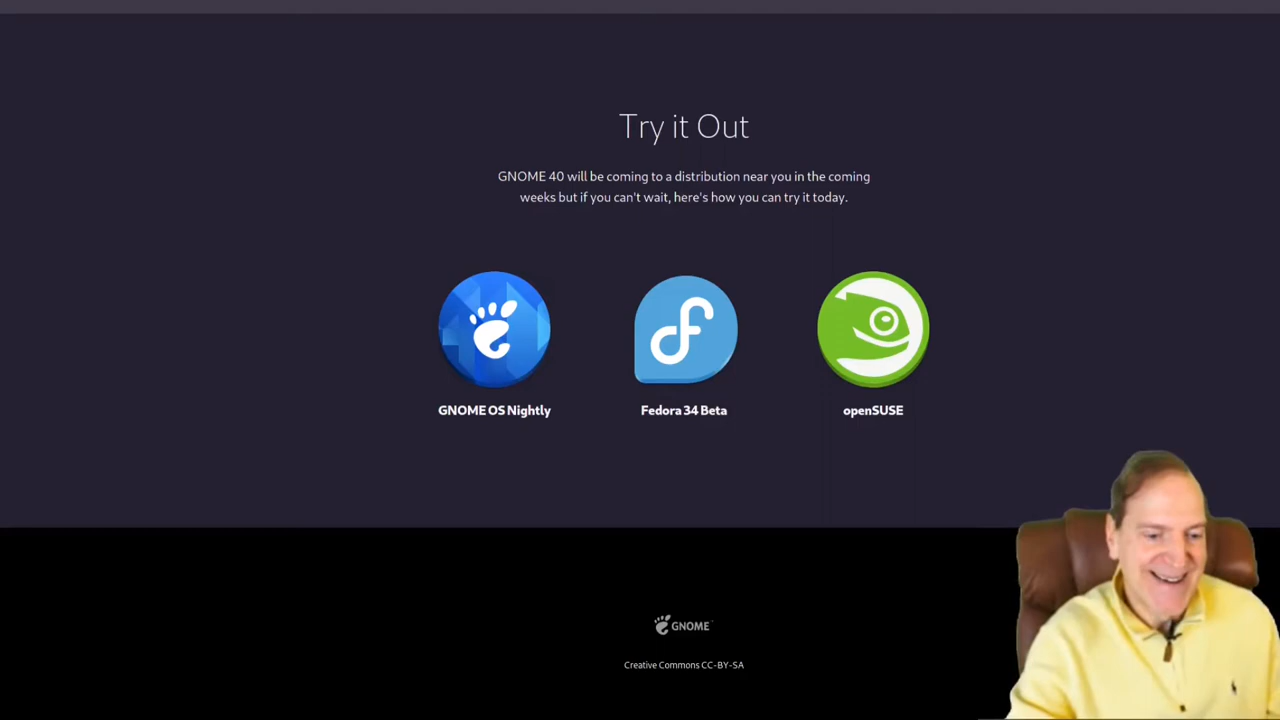 Try it Out
GNOME 40 will be coming to a distribution near you in the coming
weeks but if you can't wait, here's how you can try it today.
GNOME OS Nightly
Fedora 34 Beta
openSUSE
GNOME
Creative Commons CC-BY-SA